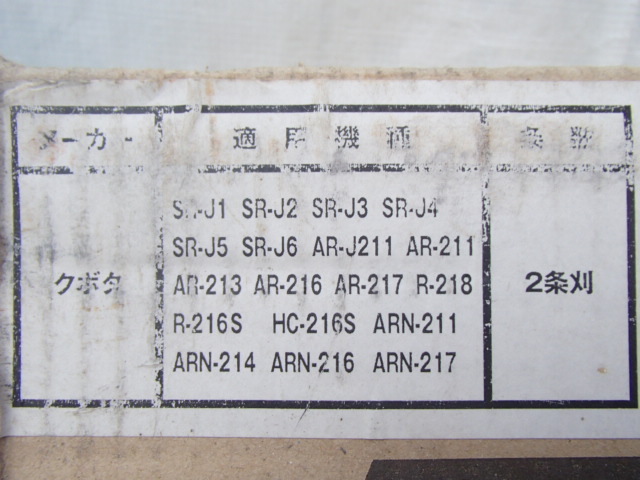 メーカー 適用機種 条数
SR-J1 SR-J2 SR-J3 SR-J4
SR-J5 SR-J6 AR-J211 AR-211
クボタ AR-213 AR-216 AR-217 R-218 2条刈
R-216S HC-216S ARN-211
ARN-214 ARN-216 ARN-217